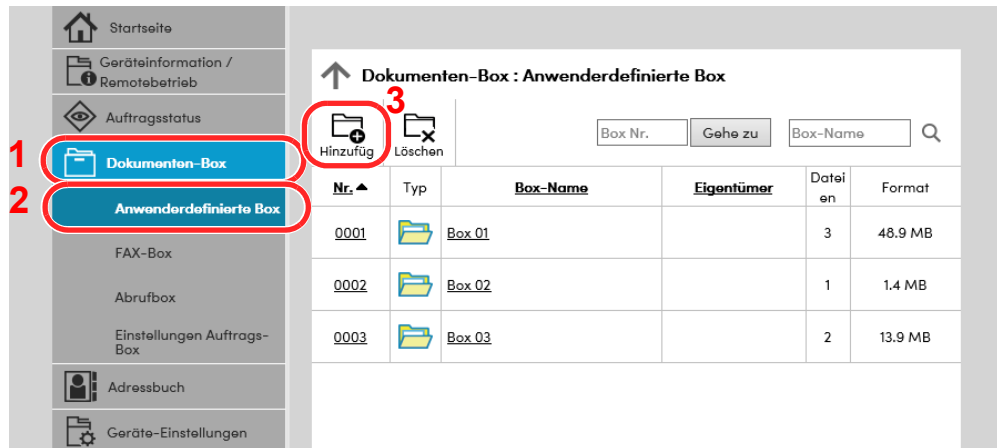 Startseite
Geräteinformation /
Remotebetrieb
Auftragsstatus
1
Dokumenten-Box
2
Anwenderdefinierte Box
FAX-Box
Abrufbox
Einstellungen Auftrags-
Box
Adressbuch
Geräte-Einstellungen
Dokumenten-Box : Anwenderdefinierte Box
3
Hinzufüg Löschen Box Nr. Gehe zu Box-Name
Nr. Typ Box-Name Eigentümer Datei
en Format
0001 Box 01 3 48.9 MB
0002 Box 02 1 1.4 MB
0003 Box 03 2 13.9 MB